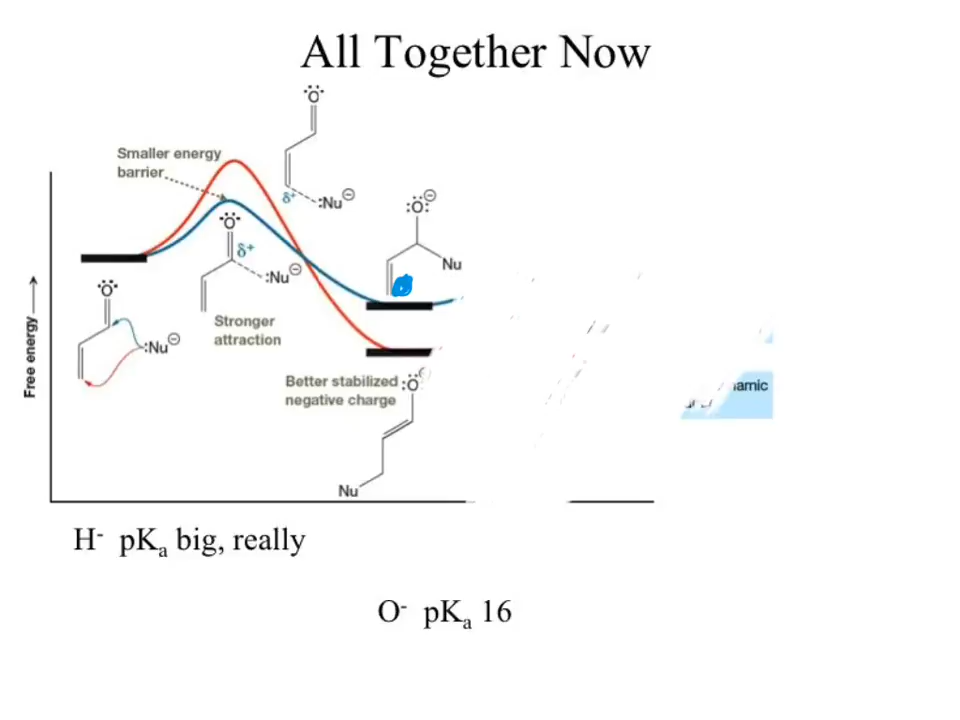 All Together Now
:Ö:
Smaller energy
barrier
δ+
:Nu⊖
:Ö:⊖
:Ö:
δ+
Nu
:Nu⊖
:Ö:
Free energy →
Stronger
attraction
:Nu⊖
Better stabilized
negative charge
:Ö
amic
Nu
H- pKa big, really
O- pKa 16